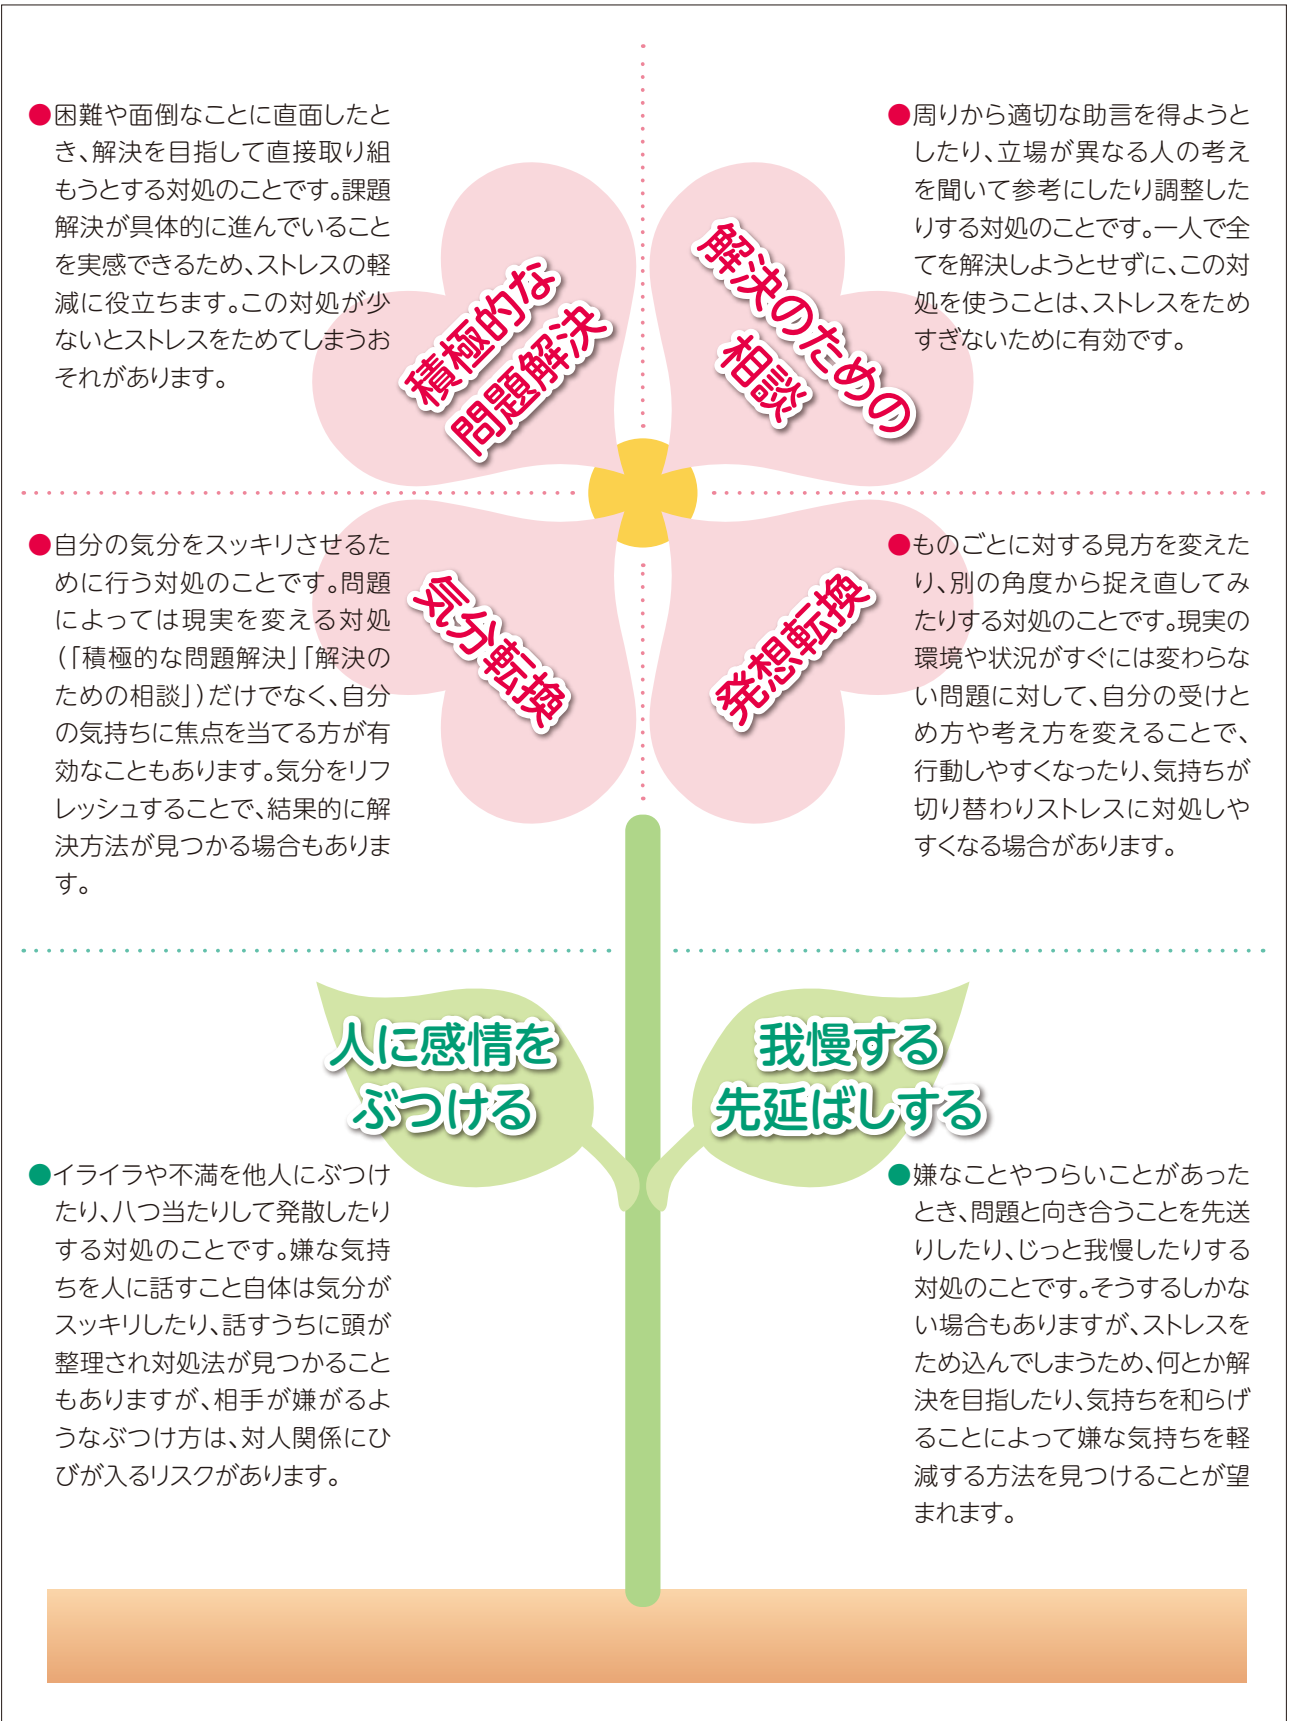 ●困難や面倒なことに直面したと
き、解決を目指して直接取り組
もうとする対処のことです。課題
解決が具体的に進んでいること
を実感できるため、ストレスの軽
減に役立ちます。この対処が少
ないとストレスをためてしまうお
それがあります。
積極的な
問題解決
●周りから適切な助言を得ようと
したり、立場が異なる人の考え
を聞いて参考にしたり調整した
りする対処のことです。一人で全
てを解決しようとせずに、この対
処を使うことは、ストレスをため
すぎないために有効です。
解決のための
相談
●自分の気分をスッキリさせるた
めに行う対処のことです。問題
によっては現実を変える対処
（「積極的な問題解決」「解決の
ための相談」）だけでなく、自分
の気持ちに焦点を当てる方が有
効なこともあります。気分をリフ
レッシュすることで、結果的に解
決方法が見つかる場合もありま
す。
気分転換
●ものごとに対する見方を変えた
り、別の角度から捉え直してみ
たりする対処のことです。現実の
環境や状況がすぐには変わらな
い問題に対して、自分の受けと
め方や考え方を変えることで、
行動しやすくなったり、気持ちが
切り替わりストレスに対処しや
すくなる場合があります。
発想転換
人に感情を
ぶつける
●イライラや不満を他人にぶつけ
たり、八つ当たりして発散したり
する対処のことです。嫌な気持
ちを人に話すこと自体は気分が
スッキリしたり、話すうちに頭が
整理され対処法が見つかること
もありますが、相手が嫌がるよ
うなぶつけ方は、対人関係にひ
びが入るリスクがあります。
我慢する
先延ばしする
●嫌なことやつらいことがあった
とき、問題と向き合うことを先送
りしたり、じっと我慢したりする
対処のことです。そうするしかな
い場合もありますが、ストレスを
ため込んでしまうため、何とか解
決を目指したり、気持ちを和らげ
ることによって嫌な気持ちを軽
減する方法を見つけることが望
まれます。